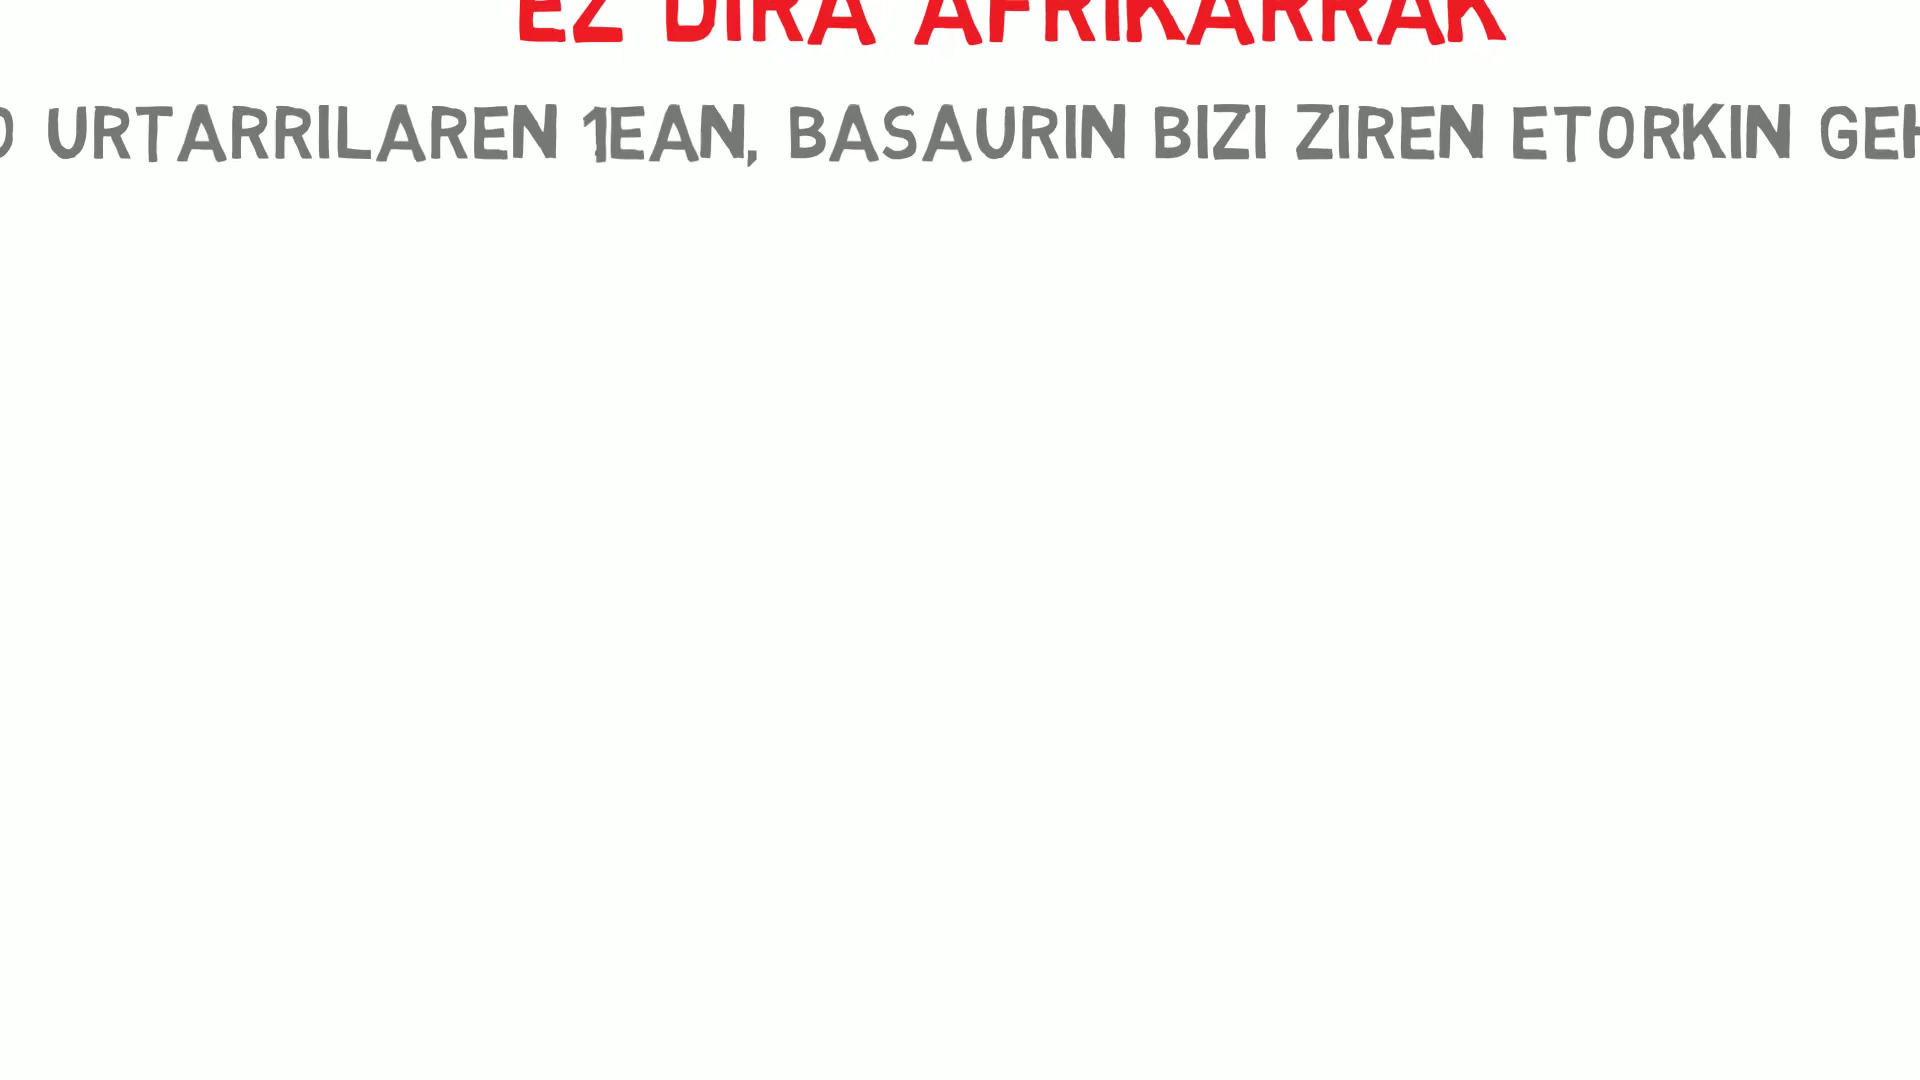 EZ DIRA AFRIKARRAK
URTARRILAREN 1EAN, BASAURIN BIZI ZIREN ETORKIN